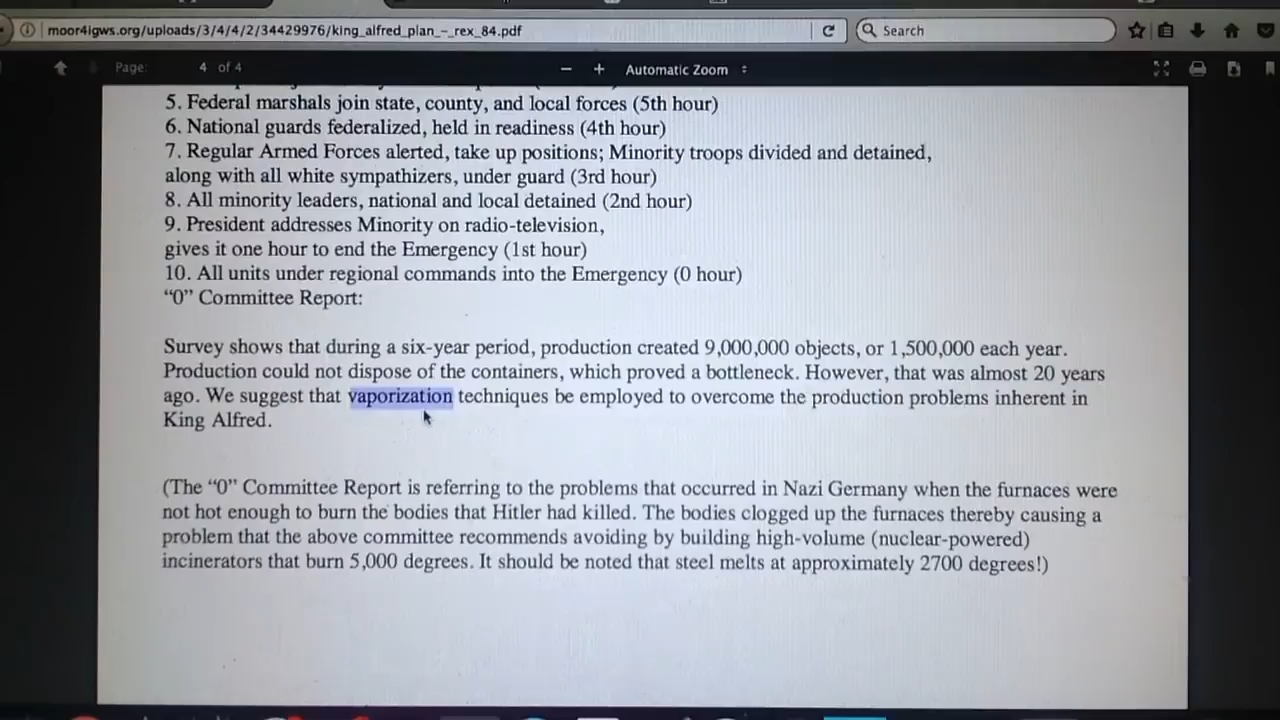 moor4igws.org/uploads/3/4/4/2/34429976/king_alfred_plan_-_rex_84.pdf
Search
Page: 4 of 4
Automatic Zoom
5. Federal marshals join state, county, and local forces (5th hour)
6. National guards federalized, held in readiness (4th hour)
7. Regular Armed Forces alerted, take up positions; Minority troops divided and detained,
along with all white sympathizers, under guard (3rd hour)
8. All minority leaders, national and local detained (2nd hour)
9. President addresses Minority on radio-television,
gives it one hour to end the Emergency (1st hour)
10. All units under regional commands into the Emergency (0 hour)
“0” Committee Report:
Survey shows that during a six-year period, production created 9,000,000 objects, or 1,500,000 each year.
Production could not dispose of the containers, which proved a bottleneck. However, that was almost 20 years
ago. We suggest that vaporization techniques be employed to overcome the production problems inherent in
King Alfred.
(The “0” Committee Report is referring to the problems that occurred in Nazi Germany when the furnaces were
not hot enough to burn the bodies that Hitler had killed. The bodies clogged up the furnaces thereby causing a
problem that the above committee recommends avoiding by building high-volume (nuclear-powered)
incinerators that burn 5,000 degrees. It should be noted that steel melts at approximately 2700 degrees!)